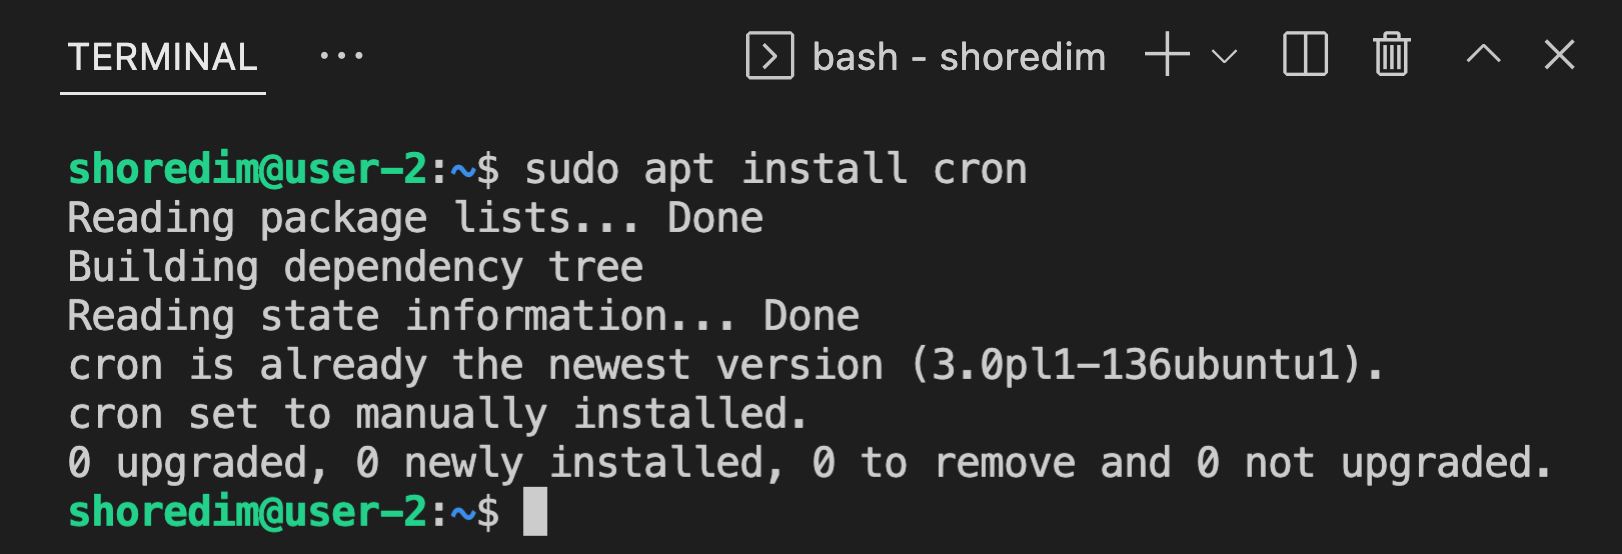 TERMINAL ... bash - shoredim
shoredim@user-2:~$ sudo apt install cron
Reading package lists... Done
Building dependency tree
Reading state information... Done
cron is already the newest version (3.0pl1-136ubuntu1).
cron set to manually installed.
0 upgraded, 0 newly installed, 0 to remove and 0 not upgraded.
shoredim@user-2:~$